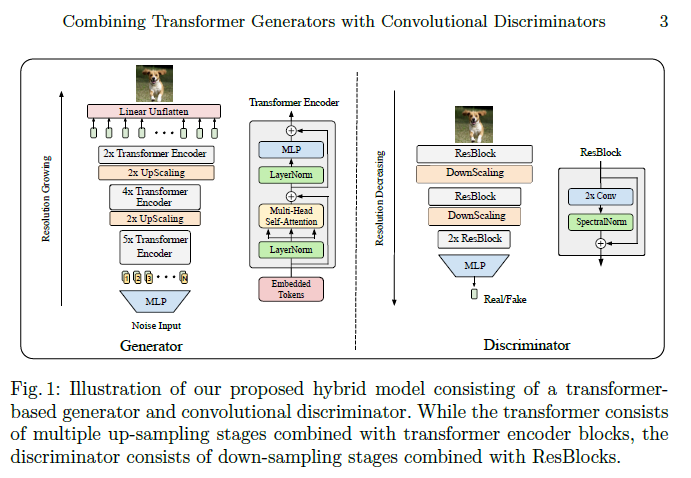 Combining Transformer Generators with Convolutional Discriminators 3
Resolution Growing
Linear Unflatten
2x Transformer Encoder
2x UpScaling
4x Transformer
Encoder
2x UpScaling
5x Transformer
Encoder
1 2 3 N
MLP
Noise Input
Generator
Transformer Encoder
MLP
LayerNorm
Multi-Head
Self-Attention
LayerNorm
Embedded
Tokens
Resolution Decreasing
ResBlock
DownScaling
ResBlock
DownScaling
2x ResBlock
MLP
Real/Fake
ResBlock
2x Conv
SpectralNorm
Discriminator
Fig. 1: Illustration of our proposed hybrid model consisting of a transformer-
based generator and convolutional discriminator. While the transformer consists
of multiple up-sampling stages combined with transformer encoder blocks, the
discriminator consists of down-sampling stages combined with ResBlocks.